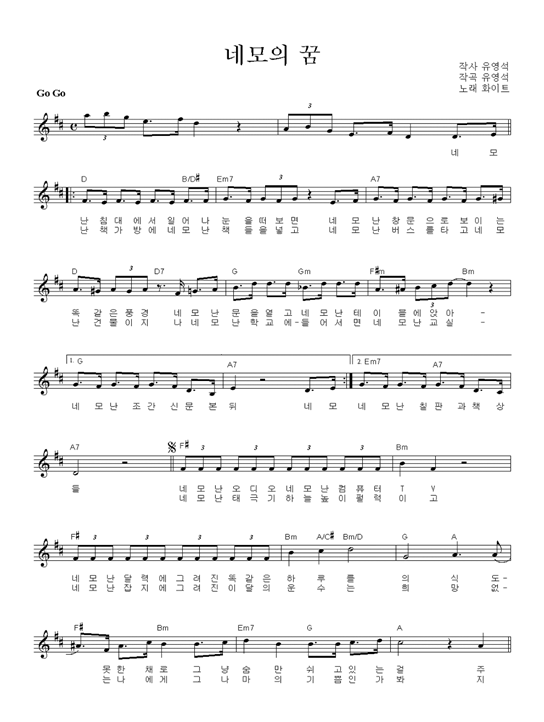 네모의 꿈
작사 유영석
작곡 유영석
노래 화이트
Go Go
3 3
네 모
D B/D# Em7 A7
3 3
난 침 대 에 서 일 어 나 눈 을 떠 보 면 네 모 난 창 문 으 로 보 이 는
난 책 가 방 에 네 모 난 책 들 을 넣 고 네 모 난 버 스 를 타 고 네 모
D D7 G Gm F#m Bm
3 3
똑 같 은 풍 경 네 모 난 문 을 열 고 네 모 난 테 이 블 에 앉 아 -
난 건 물 이 지 나 네 모 난 학 교 에 - 들 어 서 면 네 모 난 교 실 -
1. G A7 2. Em7 A7
네 모 난 조 간 신 문 본 뒤 네 모 네 모 난 칠 판 과 책 상
A7 F# Bm
3 3 3 3 3 3
들 네 모 난 오 디 오 네 모 난 컴 퓨 터 T V
네 모 난 태 극 기 하 늘 높 이 펄 럭 이 고
F# Bm A/C# Bm/D G A
3 3 3 3 3 3
네 모 난 달 력 에 그 려 진 똑 같 은 하 루 를 의 식 도 -
네 모 난 잡 지 에 그 려 진 이 달 의 운 수 는 희 망 없 -
F# Bm Em7 G A
3
못 한 채 로 그 냥 숨 만 쉬 고 있 는 걸 주
는 나 에 게 그 나 마 의 기 쁨 인 가 봐 지